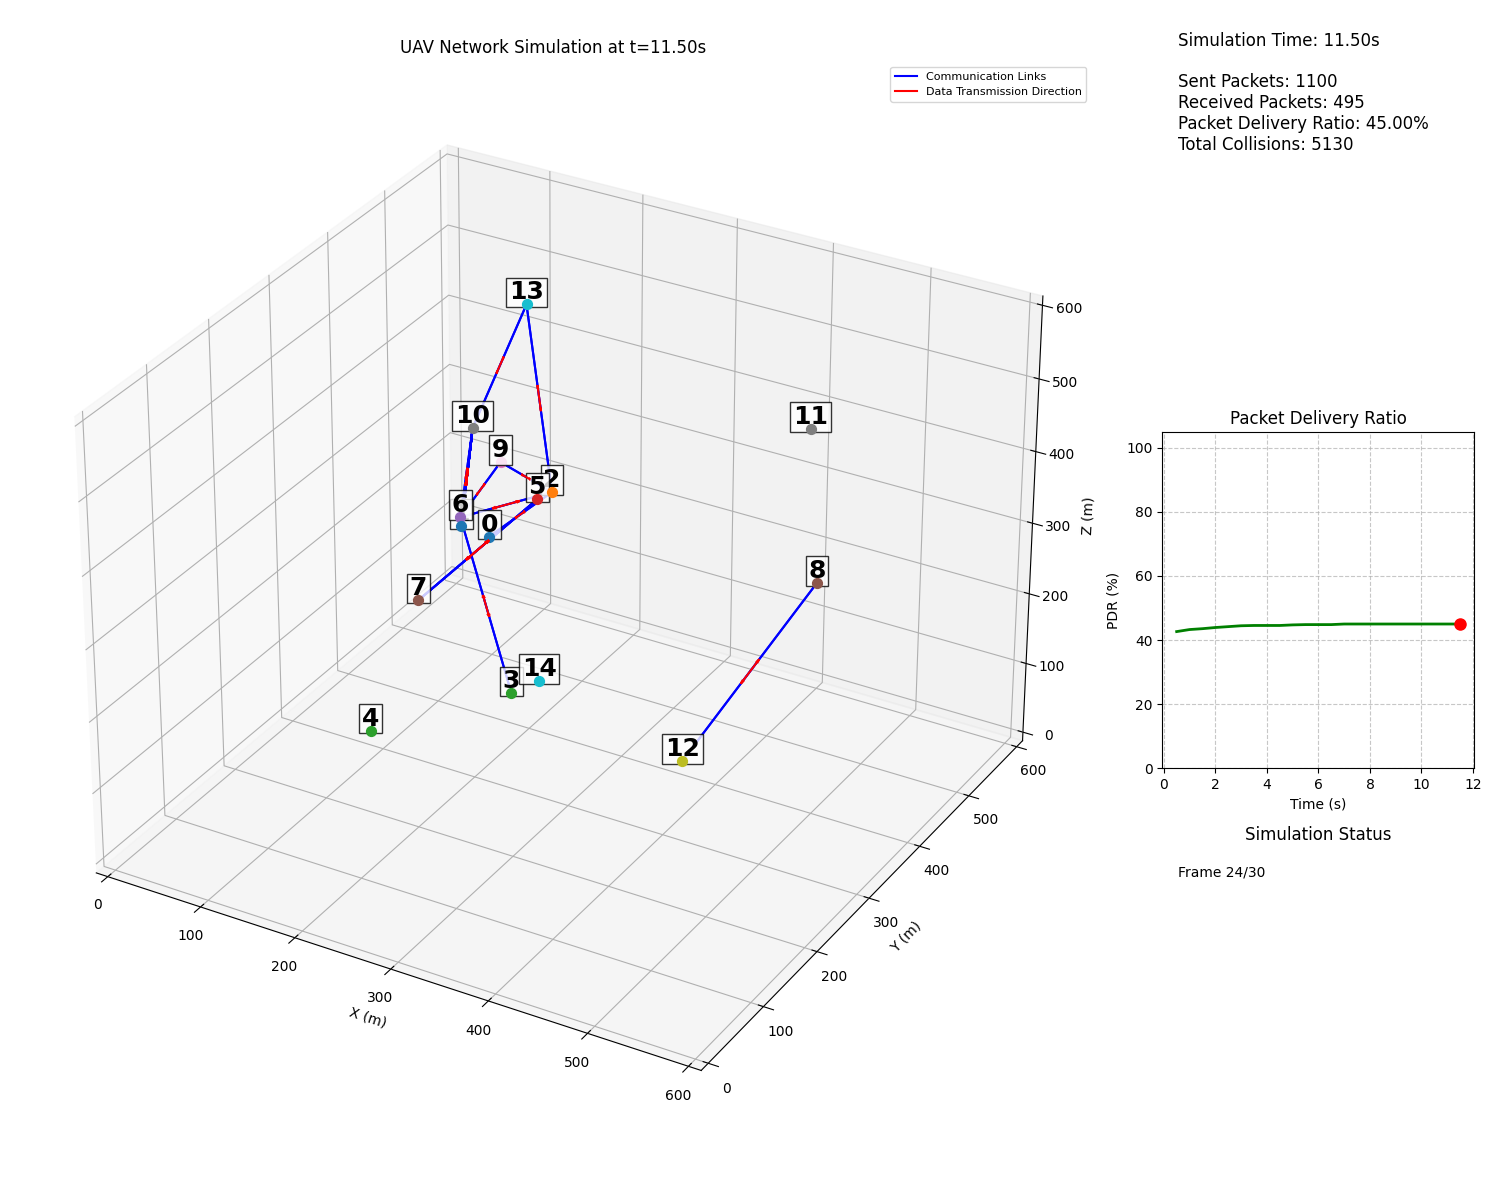 UAV Network Simulation at t=11.50s
Communication Links
Data Transmission Direction
Simulation Time: 11.50s
Sent Packets: 1100
Received Packets: 495
Packet Delivery Ratio: 45.00%
Total Collisions: 5130
13
10
9
11
5
2
6
0
7
8
3
14
4
12
0
100
200
300
400
500
600
X (m)
0
100
200
300
400
500
600
Y (m)
0
100
200
300
400
500
600
Z (m)
Packet Delivery Ratio
100
80
60
40
20
0
PDR (%)
0 2 4 6 8 10 12
Time (s)
Simulation Status
Frame 24/30